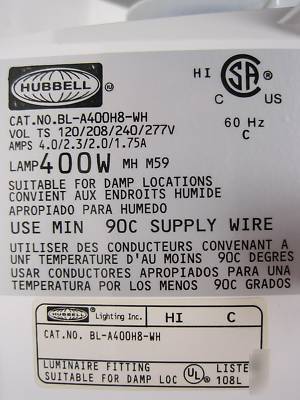 HUBBELL
HI
CSA
C US
CAT.NO.BL-A400H8-WH
VOL TS 120/208/240/277V
60 Hz
AMPS 4.0/2.3/2.0/1.75A
C
LAMP 400W MH M59
SUITABLE FOR DAMP LOCATIONS
CONVIENT AUX ENDROITS HUMIDE
APROPIADO PARA HUMEDO
USE MIN 90C SUPPLY WIRE
UTILISER DES CONDUCTEURS CONVENANT A
UNF TEMPERATURE D'AU MOINS 90C DEGRES
USAR CONDUCTORES APROPIADO PARA UNA
TEMPERATURA POR LOS MENOS 90C GRADOS
HUBBELL Lighting Inc. HI C
CAT.NO. BL-A400H8-WH
LUMINAIRE FITTING UL LISTE
SUITABLE FOR DAMP LOC 108L